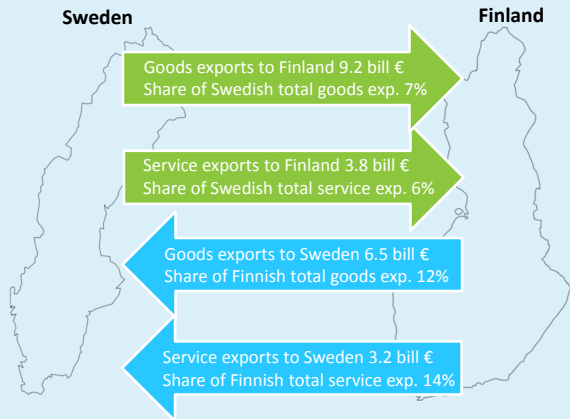 Sweden
Finland
Goods exports to Finland 9.2 bill €
Share of Swedish total goods exp. 7%
Service exports to Finland 3.8 bill €
Share of Swedish total service exp. 6%
Goods exports to Sweden 6.5 bill €
Share of Finnish total goods exp. 12%
Service exports to Sweden 3.2 bill €
Share of Finnish total service exp. 14%